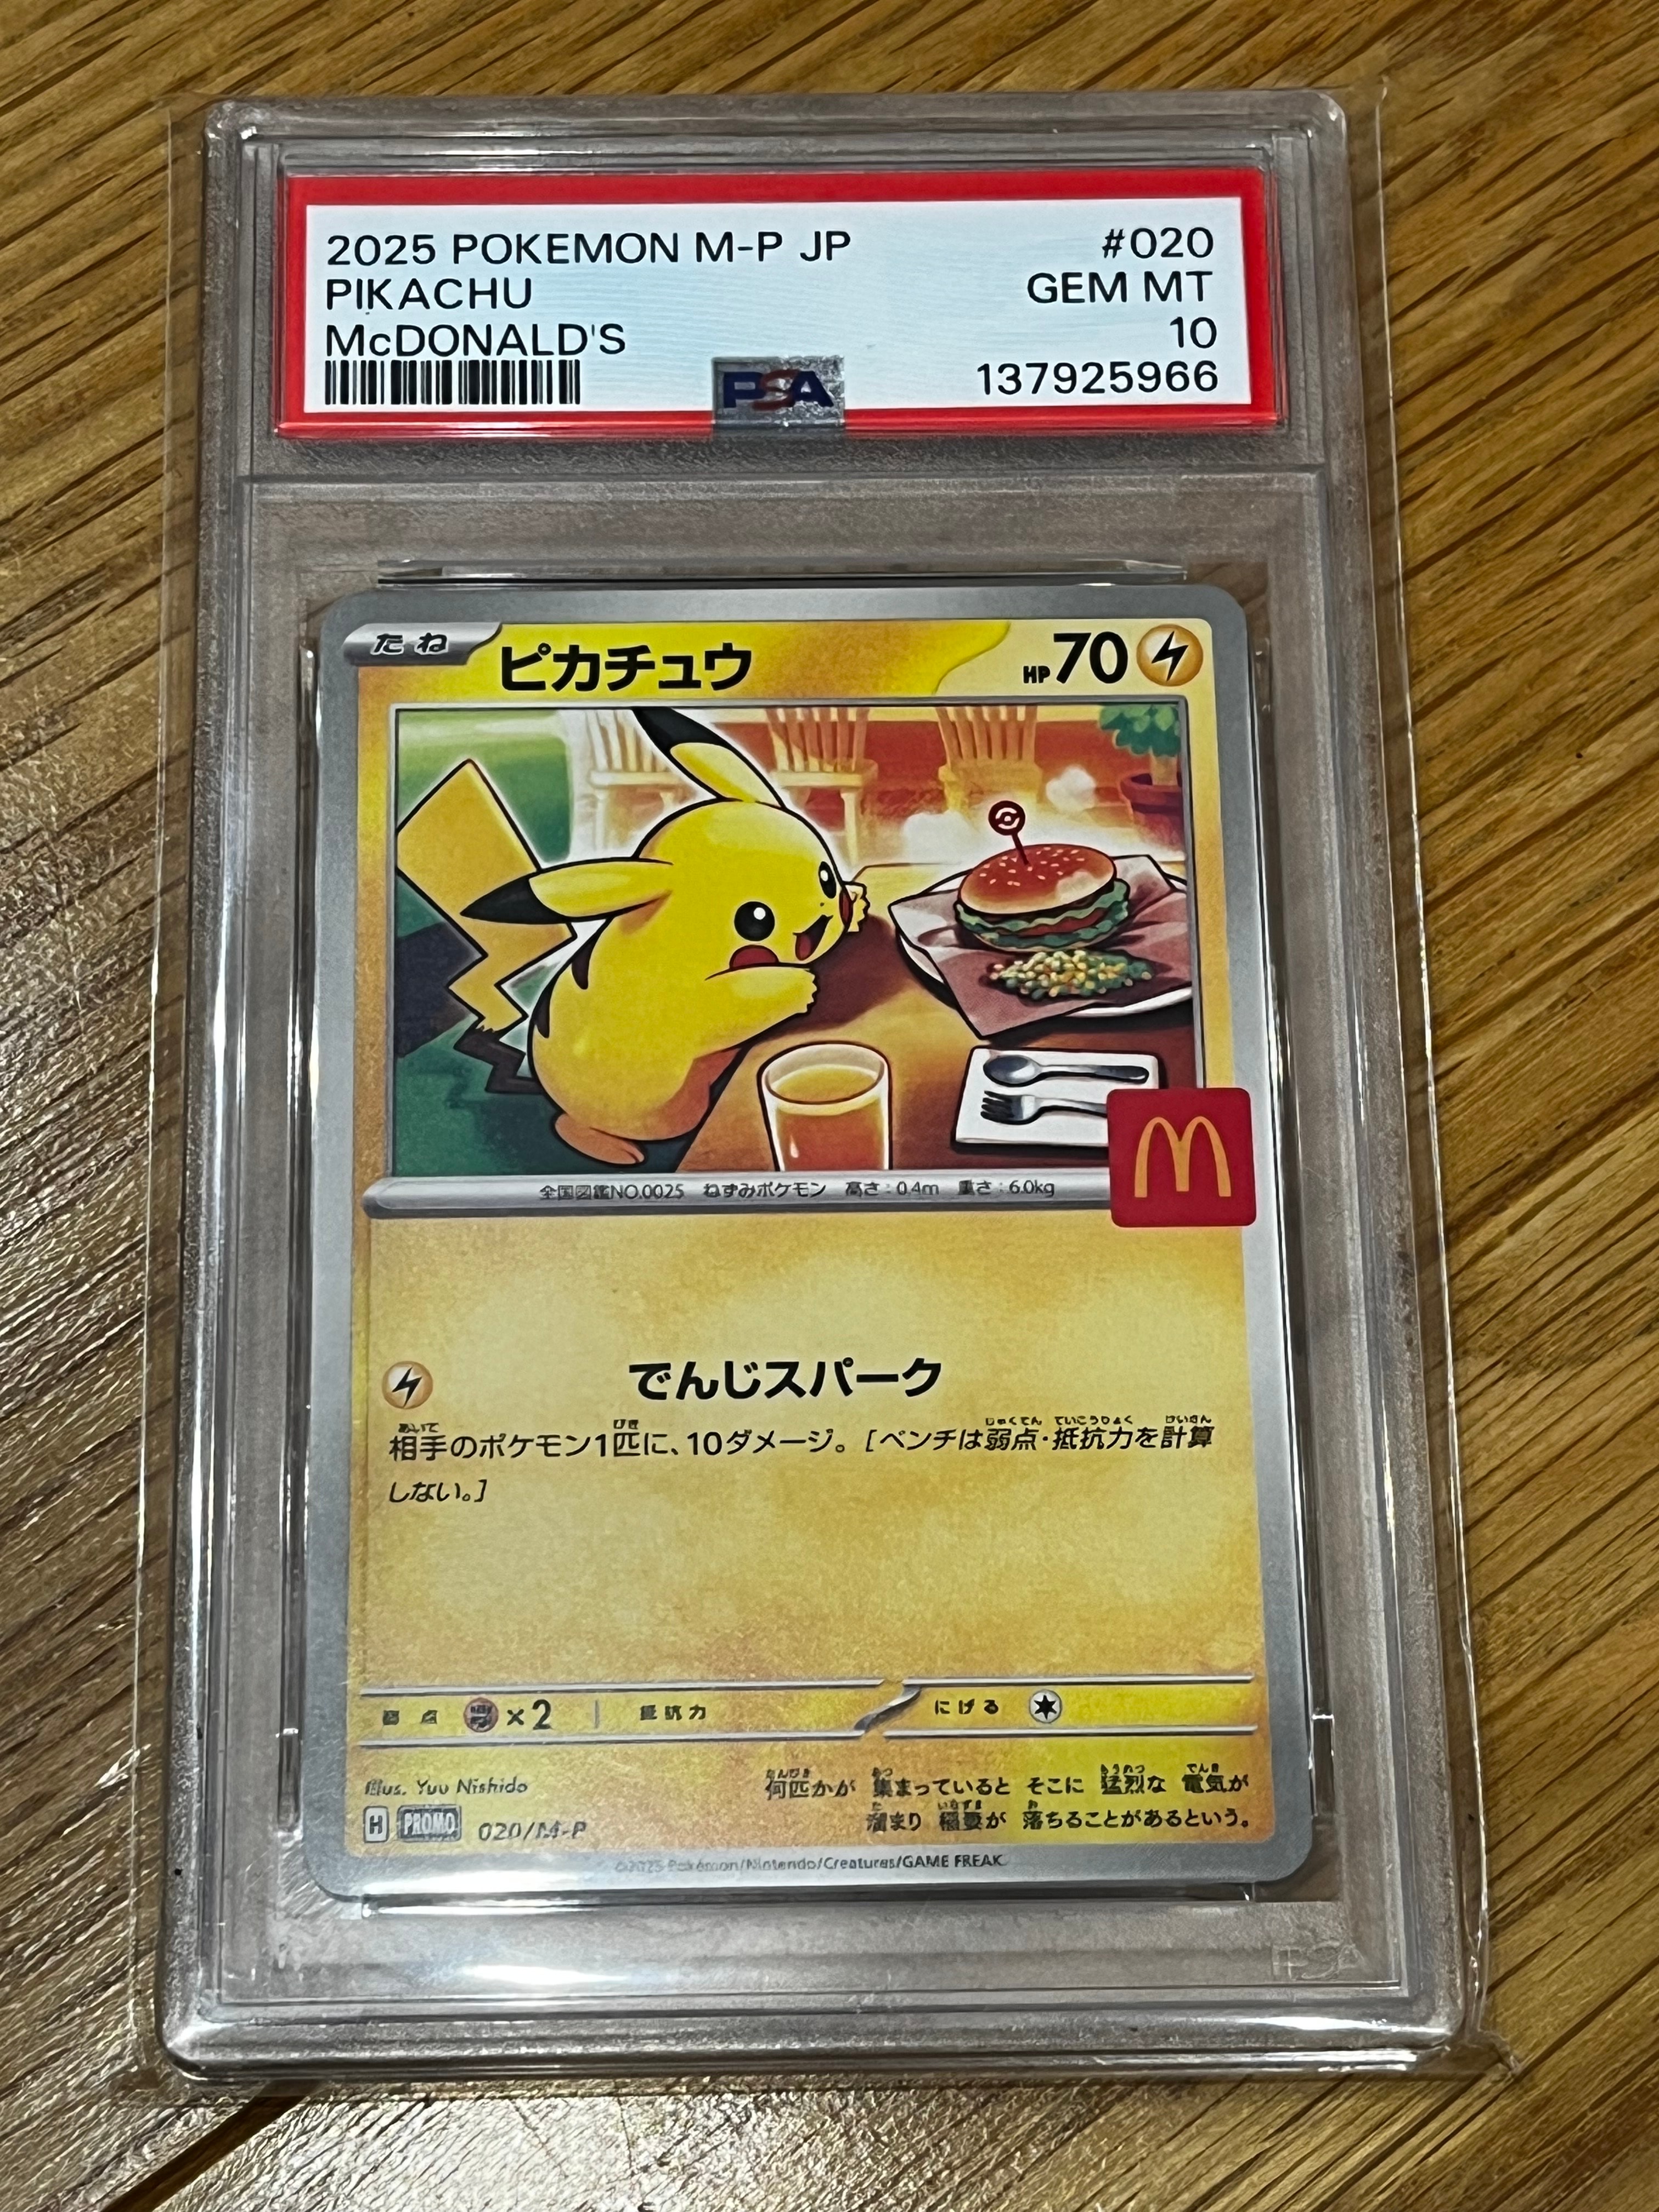 2025 POKEMON M-P JP #020
PIKACHU GEM MT
McDONALD'S 10
PSA 137925966
たね ピカチュウ HP70
全国図鑑NO.0025 ねずみポケモン 高さ:0.4m 重さ:6.0kg
でんじスパーク
相手のポケモン1匹に、10ダメージ。[ベンチは弱点・抵抗力を計算
しない。]
弱点 ×2 抵抗力 にげる
Illus. Yuu Nishido
何匹かが 集まっていると そこに 猛烈な 電気が
溜まり 稲妻が 落ちることがあるという。
H PROMO 020/M-P
©2025 Pokémon/Nintendo/Creatures/GAME FREAK